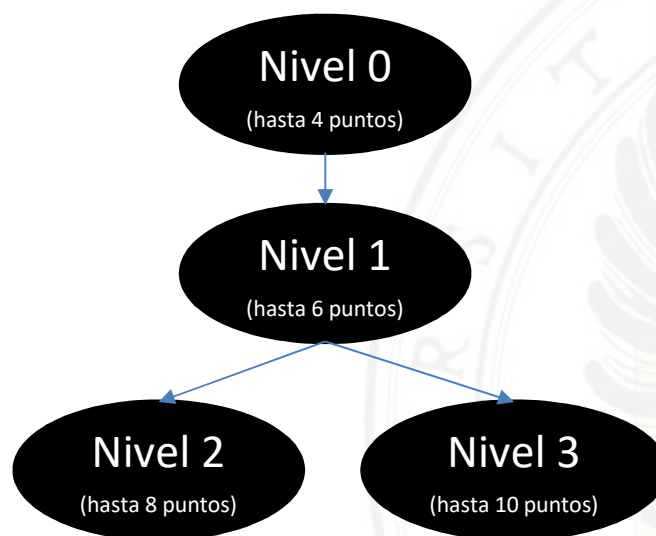 Nivel 0
(hasta 4 puntos)
Nivel 1
(hasta 6 puntos)
Nivel 2
(hasta 8 puntos)
Nivel 3
(hasta 10 puntos)
R S I T